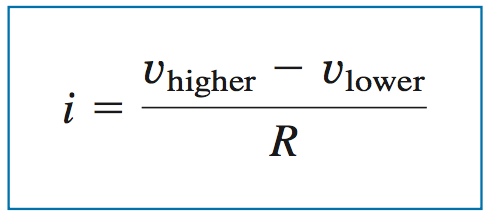 i = (v_higher − v_lower) / R